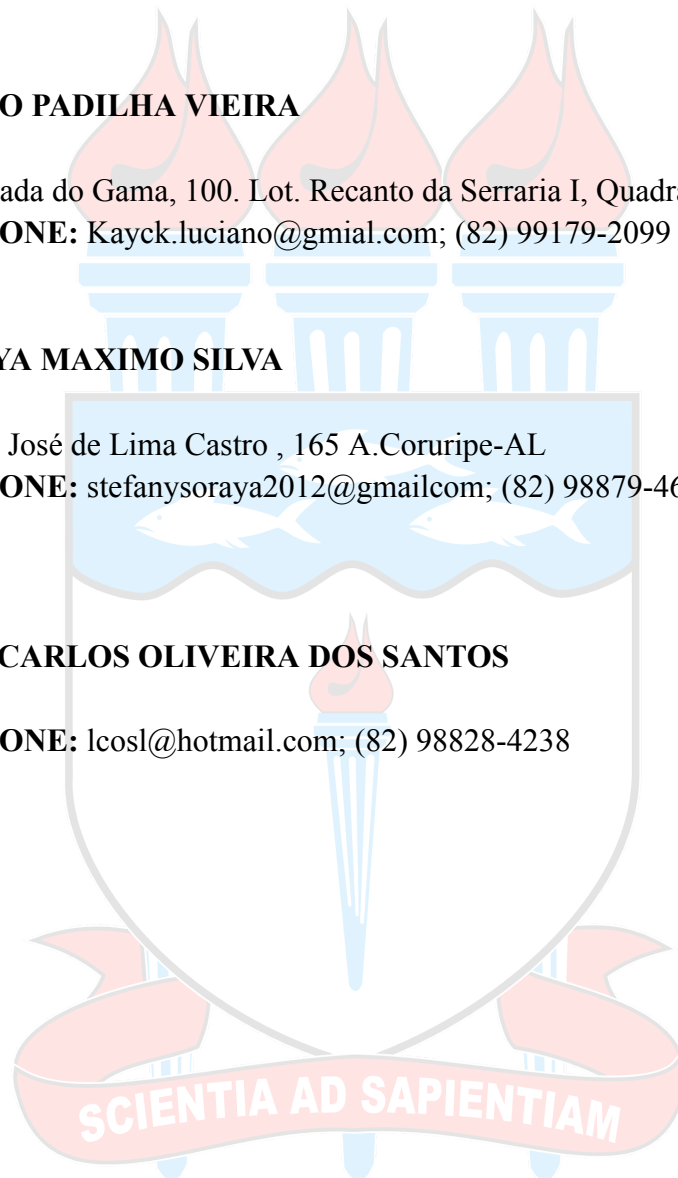 O PADILHA VIEIRA
ada do Gama, 100. Lot. Recanto da Serraria I, Quadra
ONE: Kayck.luciano@gmial.com; (82) 99179-2099
YA MAXIMO SILVA
José de Lima Castro , 165 A.Coruripe-AL
ONE: stefanysoraya2012@gmailcom; (82) 98879-46
CARLOS OLIVEIRA DOS SANTOS
ONE: lcosl@hotmail.com; (82) 98828-4238
SCIENTIA AD SAPIENTIAM